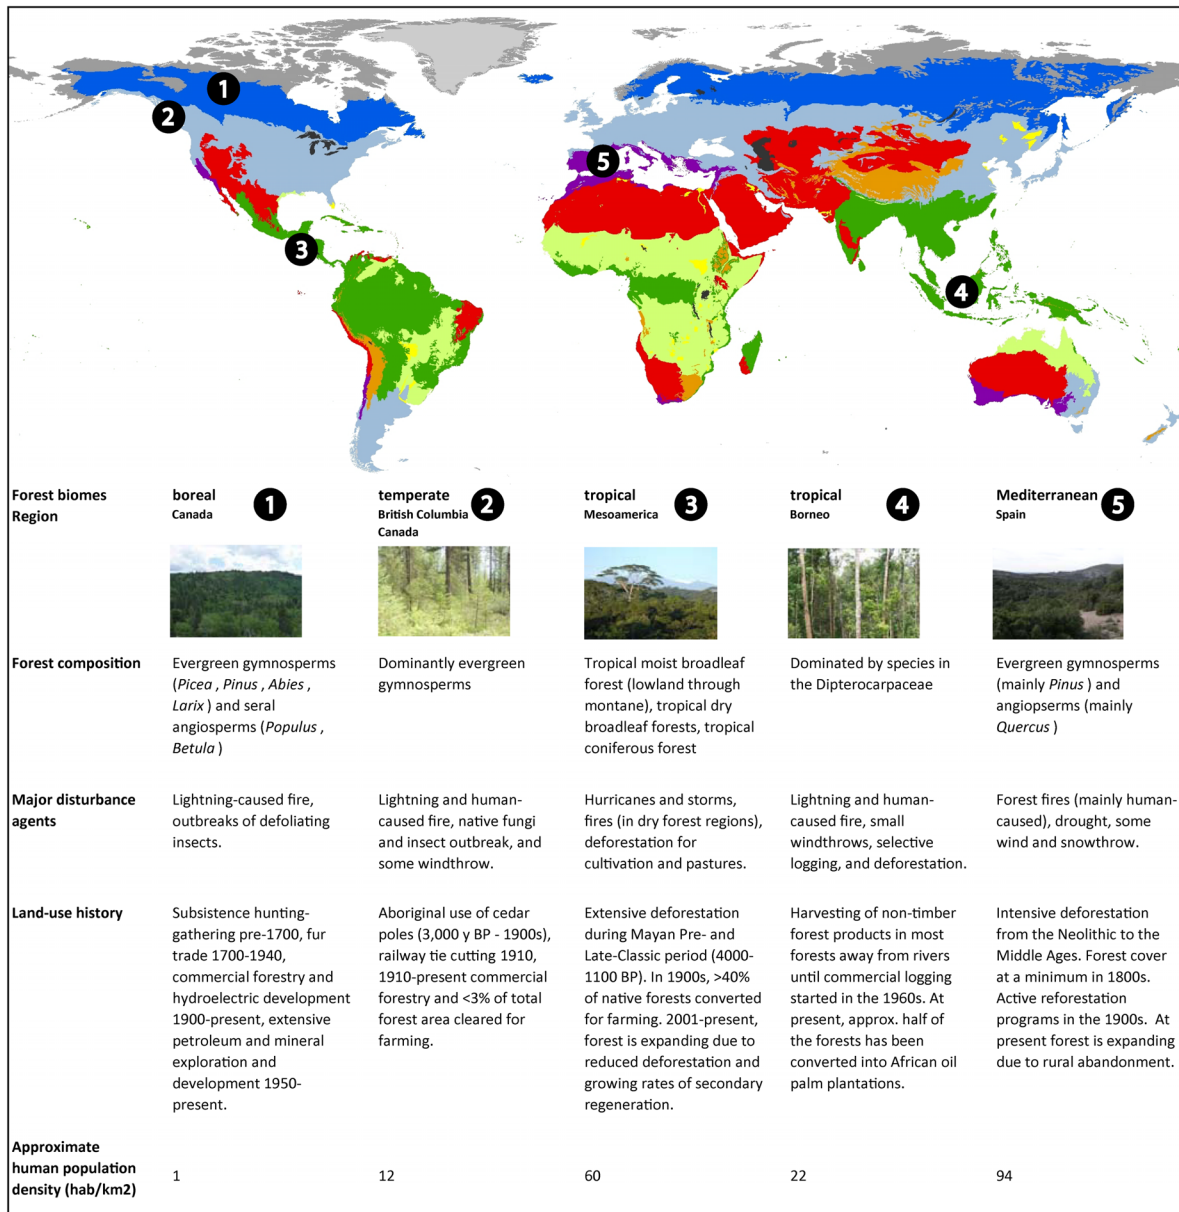 1
2
3
4
5
Forest biomes
Region
boreal
Canada
1
temperate
British Columbia
Canada
2
tropical
Mesoamerica
3
tropical
Borneo
4
Mediterranean
Spain
5
Forest composition
Evergreen gymnosperms
(Picea , Pinus , Abies ,
Larix ) and seral
angiosperms (Populus ,
Betula )
Dominantly evergreen
gymnosperms
Tropical moist broadleaf
forest (lowland through
montane), tropical dry
broadleaf forests, tropical
coniferous forest
Dominated by species in
the Dipterocarpaceae
Evergreen gymnosperms
(mainly Pinus ) and
angiopserms (mainly
Quercus )
Major disturbance
agents
Lightning-caused fire,
outbreaks of defoliating
insects.
Lightning and human-
caused fire, native fungi
and insect outbreak, and
some windthrow.
Hurricanes and storms,
fires (in dry forest regions),
deforestation for
cultivation and pastures.
Lightning and human-
caused fire, small
windthrows, selective
logging, and deforestation.
Forest fires (mainly human-
caused), drought, some
wind and snowthrow.
Land-use history
Subsistence hunting-
gathering pre-1700, fur
trade 1700-1940,
commercial forestry and
hydroelectric development
1900-present, extensive
petroleum and mineral
exploration and
development 1950-
present.
Aboriginal use of cedar
poles (3,000 y BP - 1900s),
railway tie cutting 1910,
1910-present commercial
forestry and <3% of total
forest area cleared for
farming.
Extensive deforestation
during Mayan Pre- and
Late-Classic period (4000-
1100 BP). In 1900s, >40%
of native forests converted
for farming. 2001-present,
forest is expanding due to
reduced deforestation and
growing rates of secondary
regeneration.
Harvesting of non-timber
forest products in most
forests away from rivers
until commercial logging
started in the 1960s. At
present, approx. half of
the forests has been
converted into African oil
palm plantations.
Intensive deforestation
from the Neolithic to the
Middle Ages. Forest cover
at a minimum in 1800s.
Active reforestation
programs in the 1900s. At
present forest is expanding
due to rural abandonment.
Approximate
human population
density (hab/km2)
1
12
60
22
94